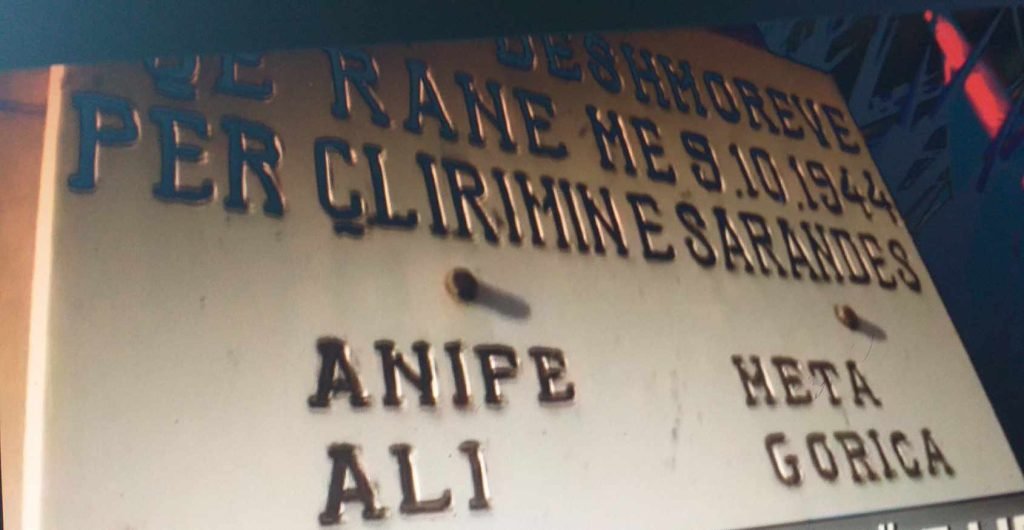 DESHMOREVE
QE RANE ME 9.10.1944
PER ÇLIRIMIN E SARANDES
ANIFE META
ALI GORICA